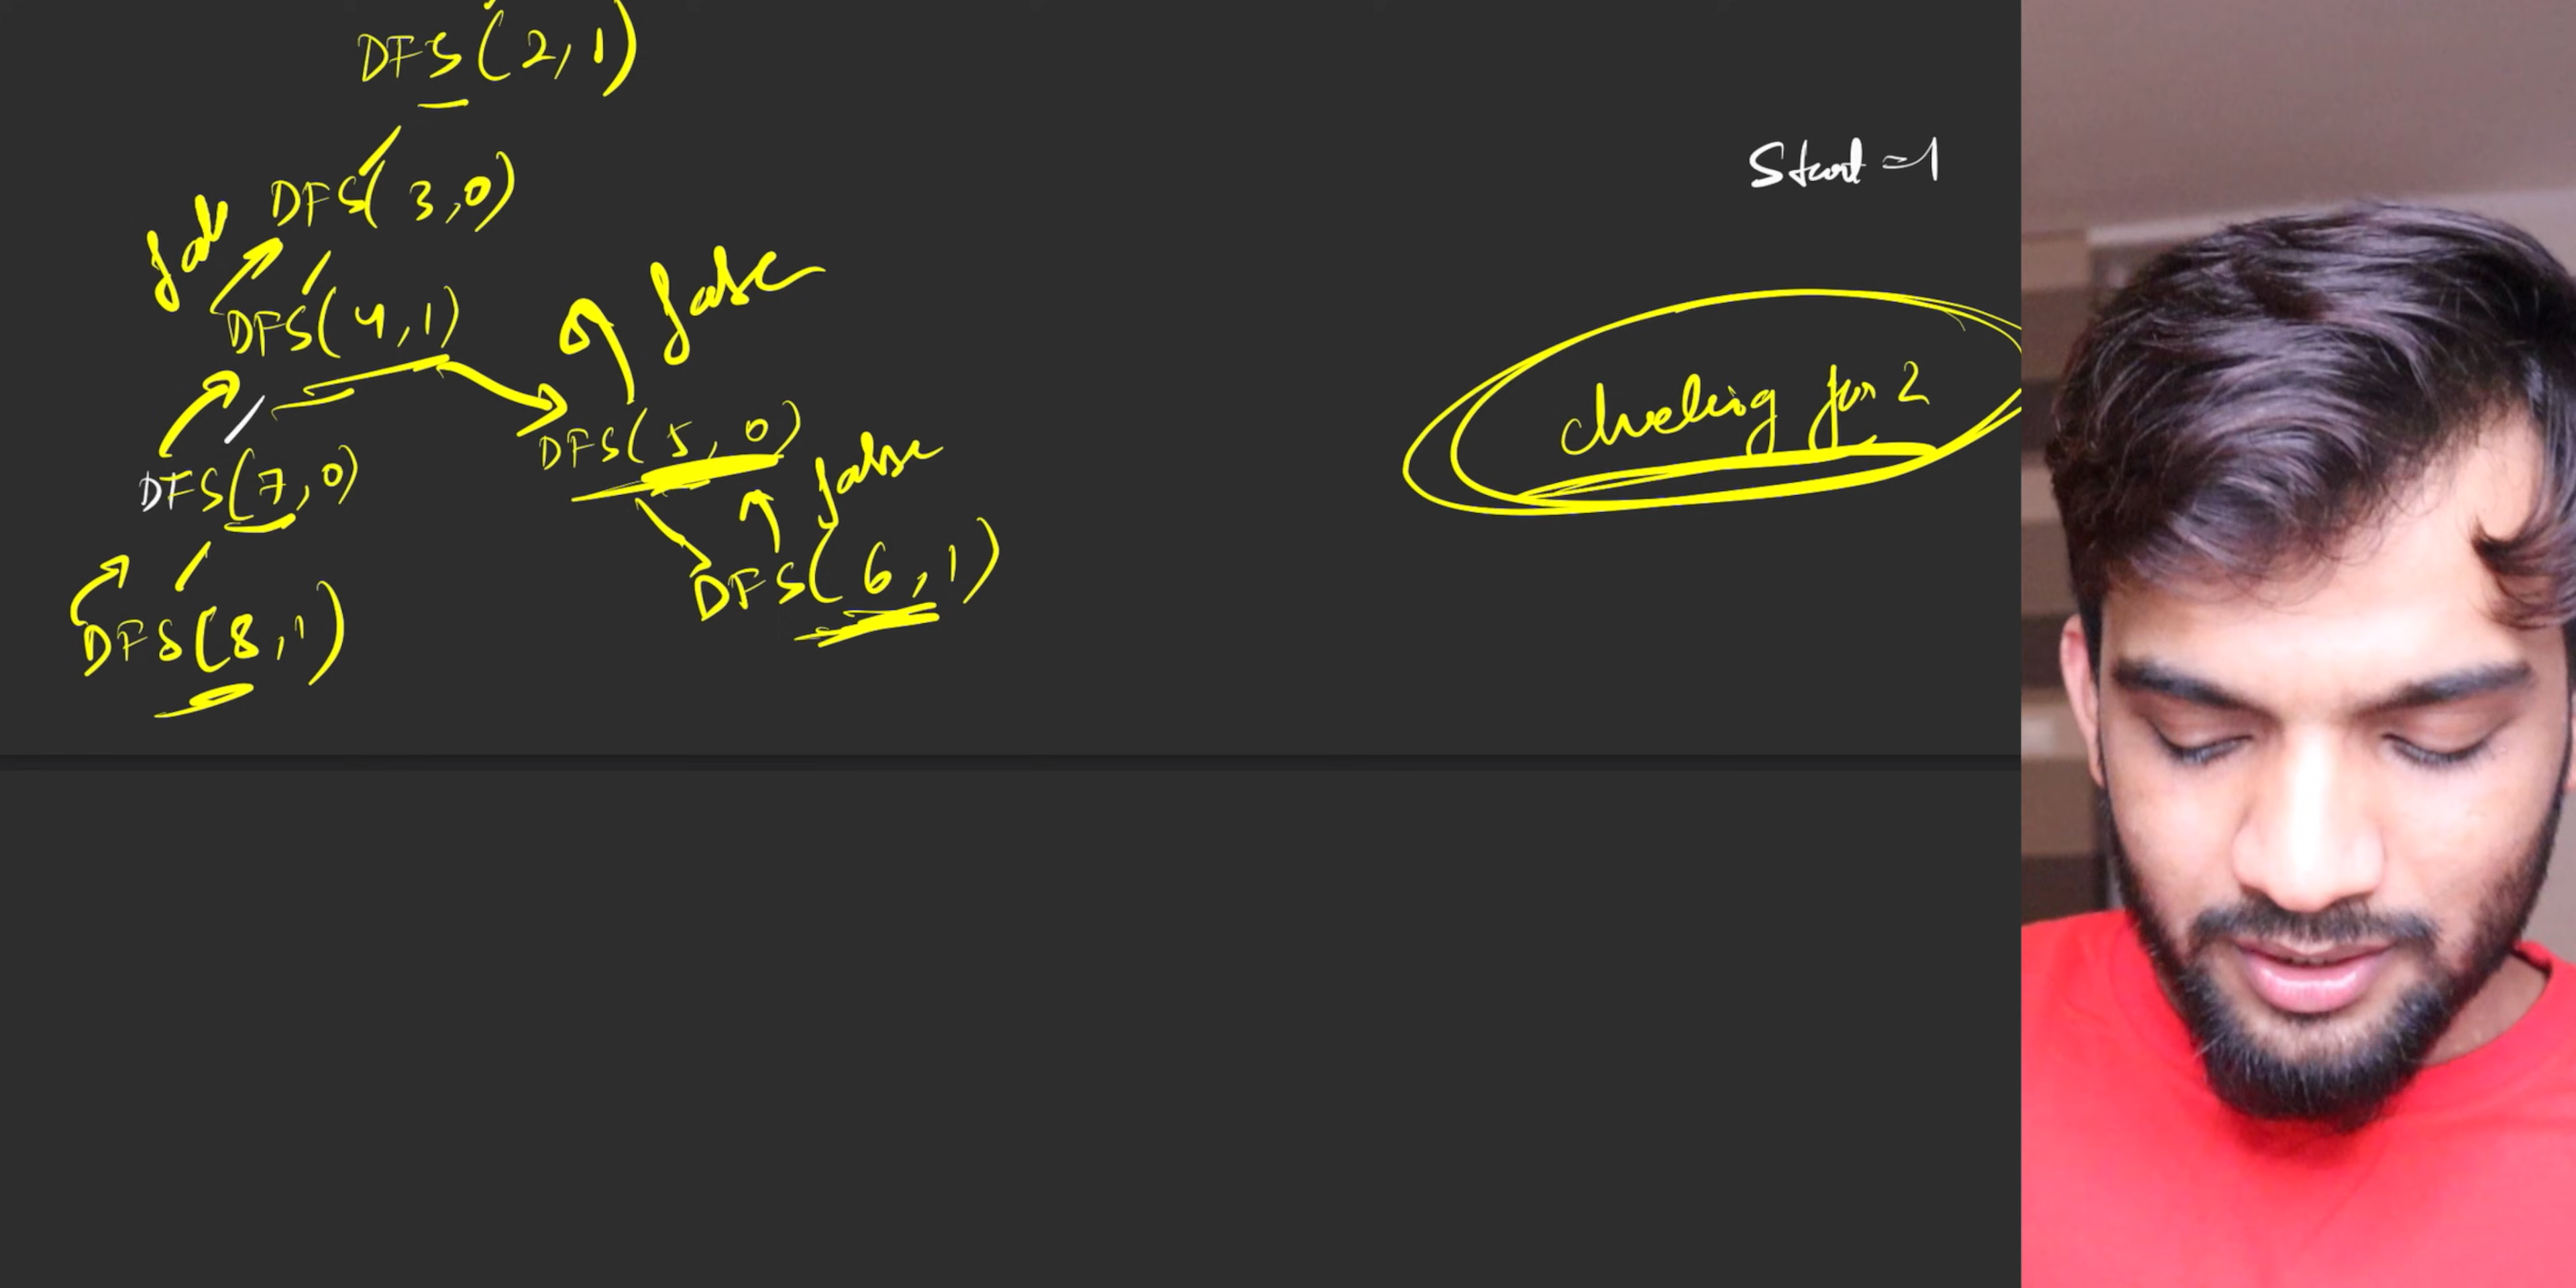 DFS(2, 1)
Start = 1
DFS(3, 0)
false
DFS(4, 1)
false
checking for 2
DFS(5, 0)
false
DFS(7, 0)
DFS(6, 1)
DFS(8, 1)